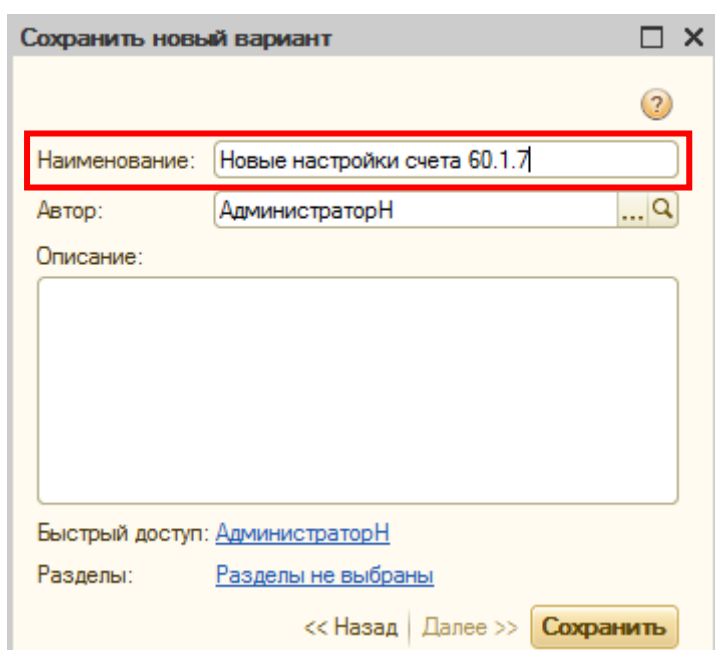 Сохранить новый вариант
?
Наименование: Новые настройки счета 60.1.7
Автор: АдминистраторН ...
Описание:
Быстрый доступ: АдминистраторН
Разделы: Разделы не выбраны
<< Назад Далее >> Сохранить